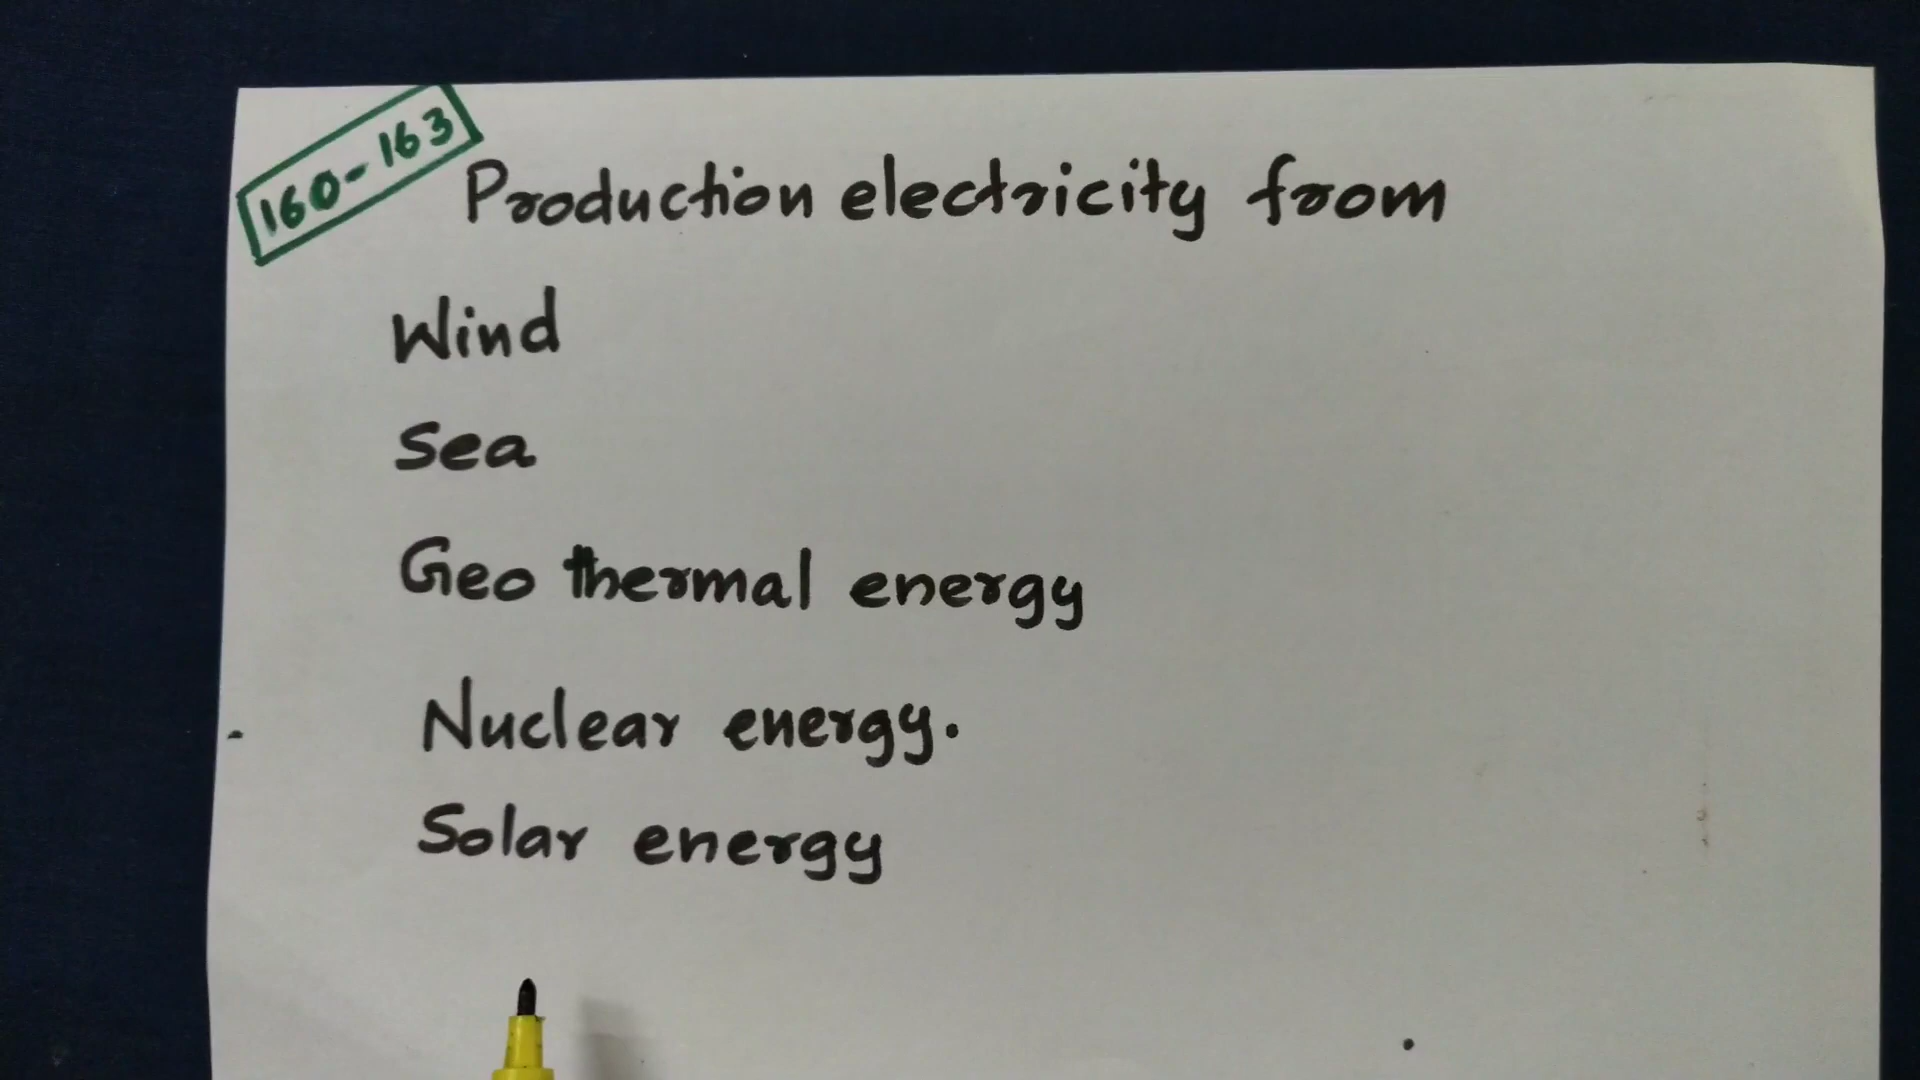 160-163
Production electricity from
Wind
Sea
Geo thermal energy
Nuclear energy.
Solar energy